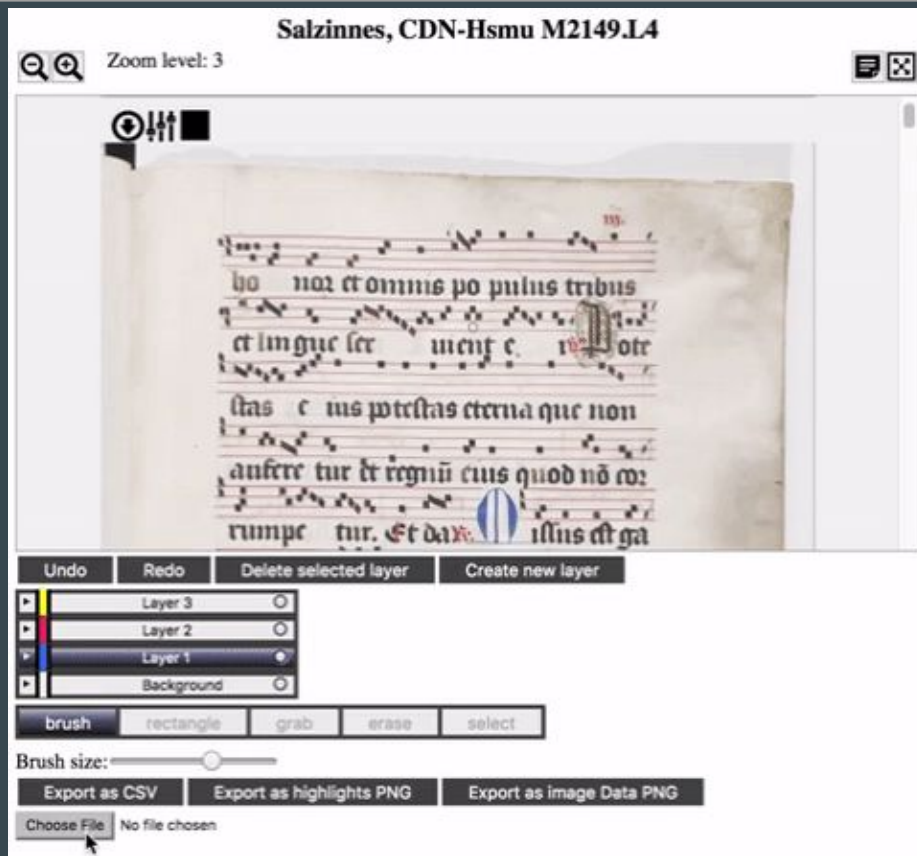 Salzinnes, CDN-Hsmu M2149.L4
Zoom level: 3
ho nor et omnis po pulus tribus
et lingue ser uient e. ote
stas e ius potestas eterna que non
aufere tur et regnū eius quod nō cor
rumpe tur. Et da issus est ga
Undo Redo Delete selected layer Create new layer
Layer 3
Layer 2
Layer 1
Background
brush rectangle grab erase select
Brush size:
Export as CSV Export as highlights PNG Export as image Data PNG
Choose File No file chosen